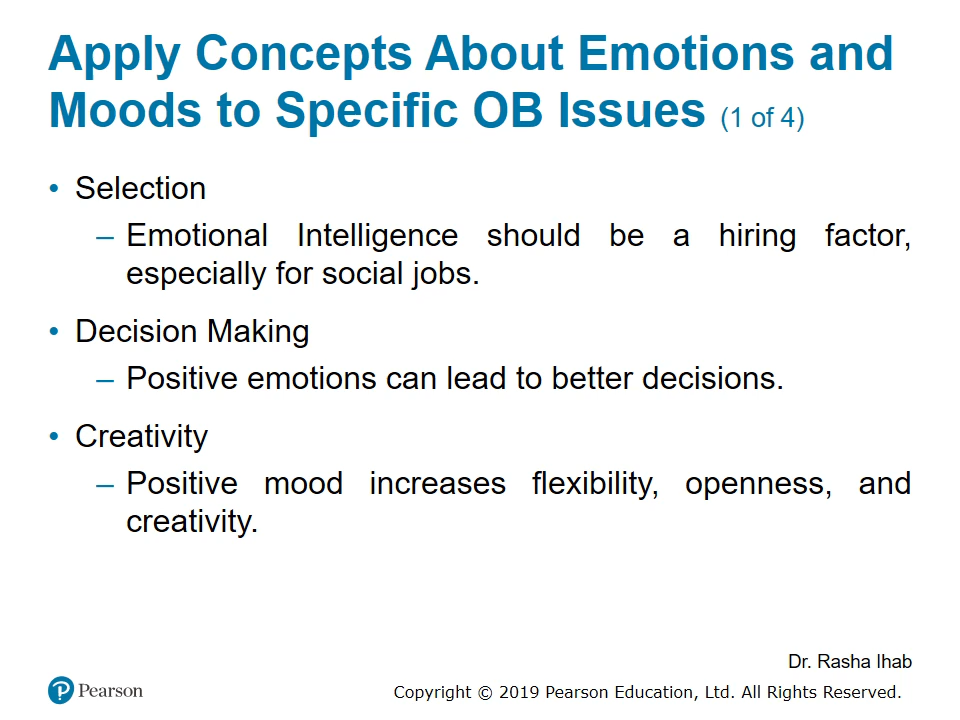 Apply Concepts About Emotions and
Moods to Specific OB Issues (1 of 4)
• Selection
– Emotional Intelligence should be a hiring factor,
especially for social jobs.
• Decision Making
– Positive emotions can lead to better decisions.
• Creativity
– Positive mood increases flexibility, openness, and
creativity.
Dr. Rasha Ihab
Pearson
Copyright © 2019 Pearson Education, Ltd. All Rights Reserved.